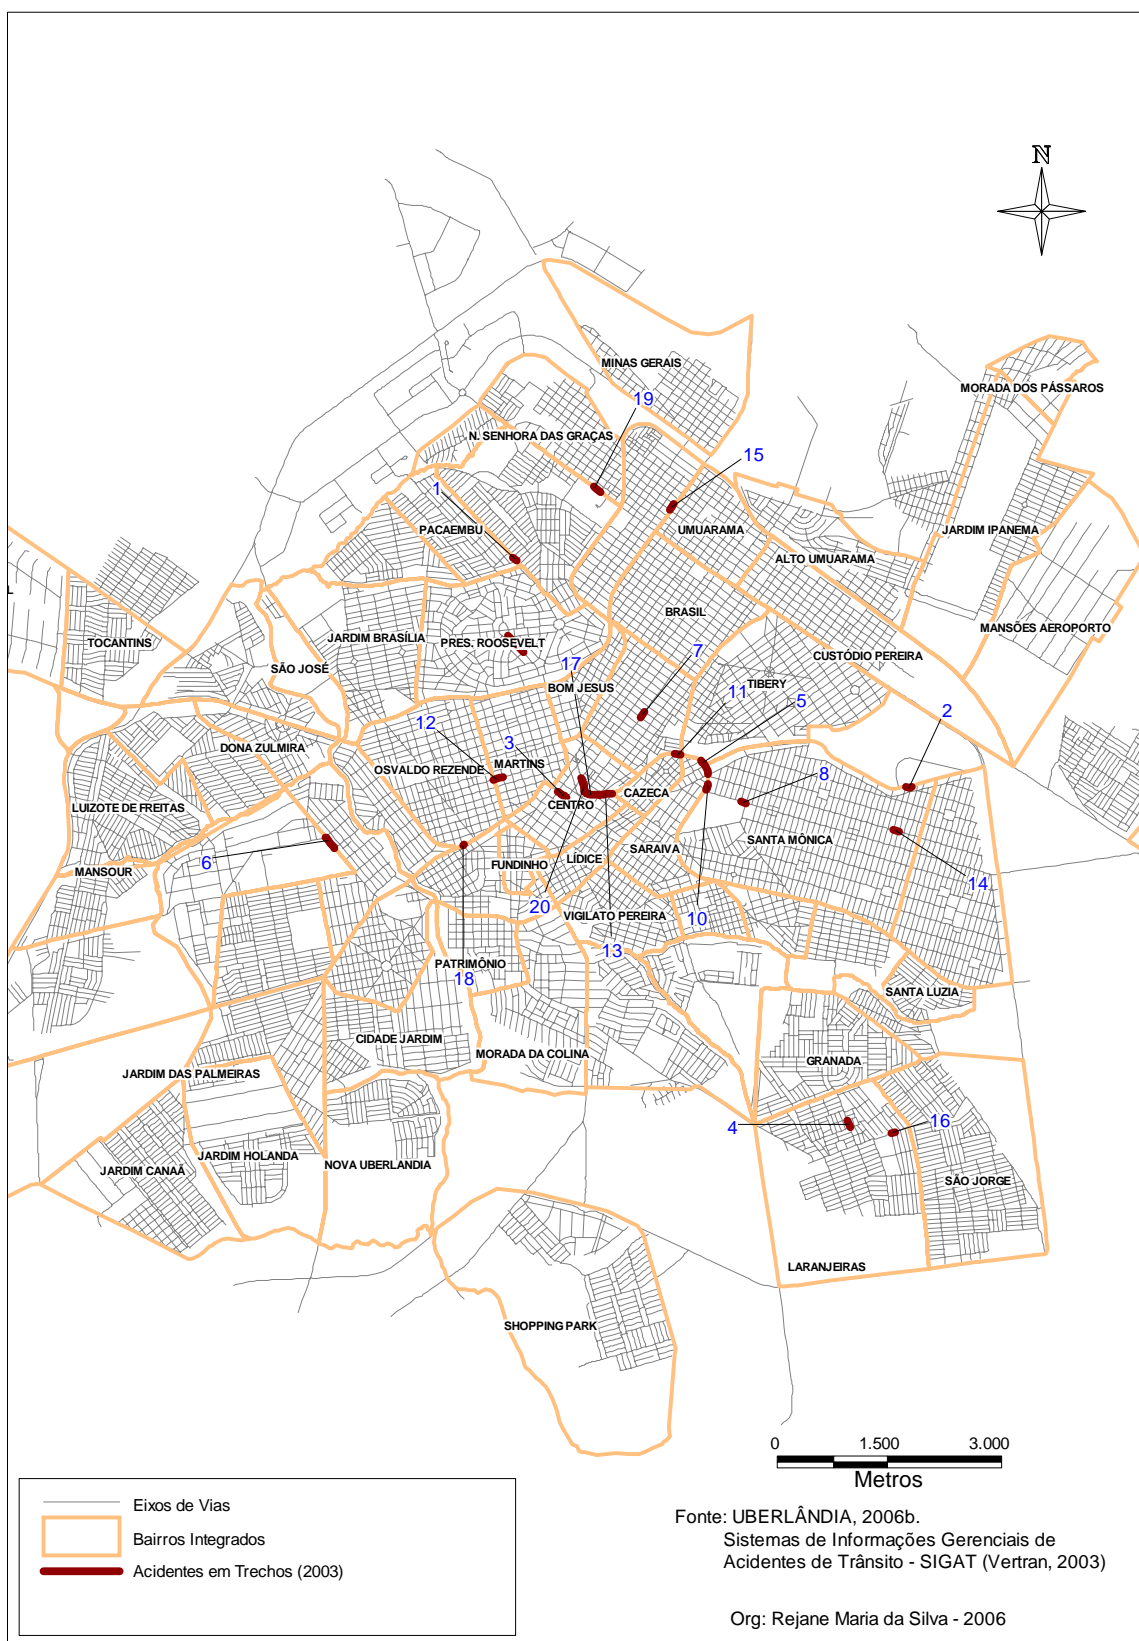 N
MINAS GERAIS
MORADA DOS PÁSSAROS
19
N. SENHORA DAS GRAÇAS
15
1
PACAEMBU
UMUARAMA
JARDIM IPANEMA
ALTO UMUARAMA
L
BRASIL
TOCANTINS
JARDIM BRASÍLIA
PRES. ROOSEVELT
MANSÕES AEROPORTO
7
CUSTÓDIO PEREIRA
SÃO JOSÉ
17
TIBERY
BOM JESUS
11
5
2
12
3
DONA ZULMIRA
MARTINS
OSVALDO REZENDE
8
LUIZOTE DE FREITAS
CENTRO
CAZECA
SANTA MÔNICA
SARAIVA
6
MANSOUR
FUNDINHO
LÍDICE
14
20
VIGILATO PEREIRA
10
13
PATRIMÔNIO
18
SANTA LUZIA
CIDADE JARDIM
MORADA DA COLINA
GRANADA
JARDIM DAS PALMEIRAS
4
16
JARDIM HOLANDA
NOVA UBERLANDIA
JARDIM CANAÃ
SÃO JORGE
LARANJEIRAS
SHOPPING PARK
0 1.500 3.000
Metros
Eixos de Vias
Bairros Integrados
Acidentes em Trechos (2003)
Fonte: UBERLÂNDIA, 2006b.
Sistemas de Informações Gerenciais de
Acidentes de Trânsito - SIGAT (Vertran, 2003)
Org: Rejane Maria da Silva - 2006